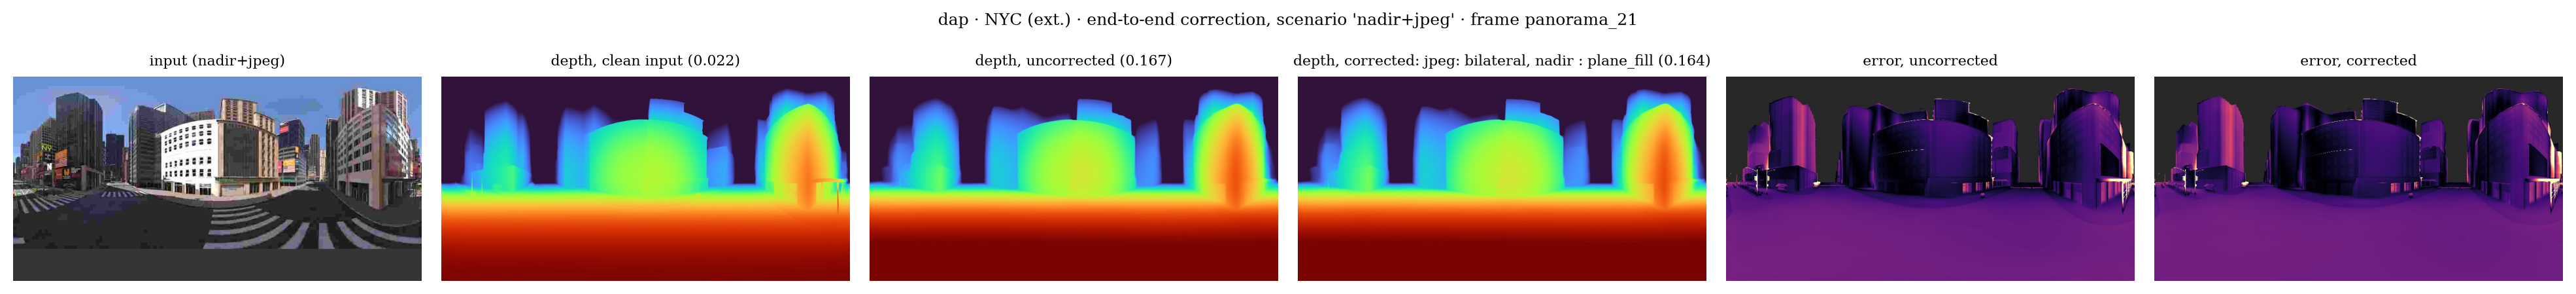 dap · NYC (ext.) · end-to-end correction, scenario 'nadir+jpeg' · frame panorama_21
input (nadir+jpeg)
depth, clean input (0.022)
depth, uncorrected (0.167)
depth, corrected: jpeg: bilateral, nadir : plane_fill (0.164)
error, uncorrected
error, corrected